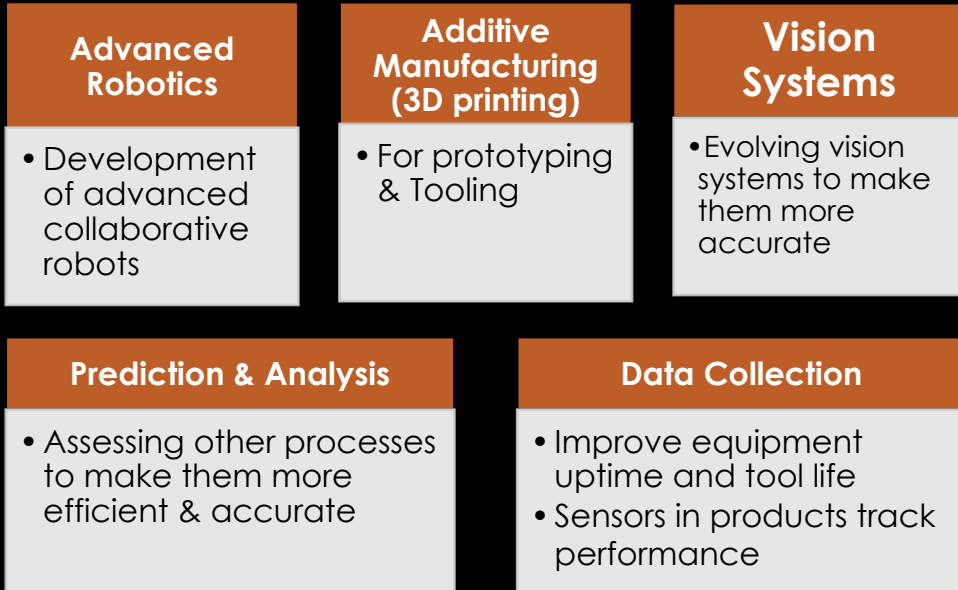 Advanced
Robotics
• Development
of advanced
collaborative
robots
Additive
Manufacturing
(3D printing)
• For prototyping
& Tooling
Vision
Systems
•Evolving vision
systems to make
them more
accurate
Prediction & Analysis
• Assessing other processes
to make them more
efficient & accurate
Data Collection
• Improve equipment
uptime and tool life
• Sensors in products track
performance